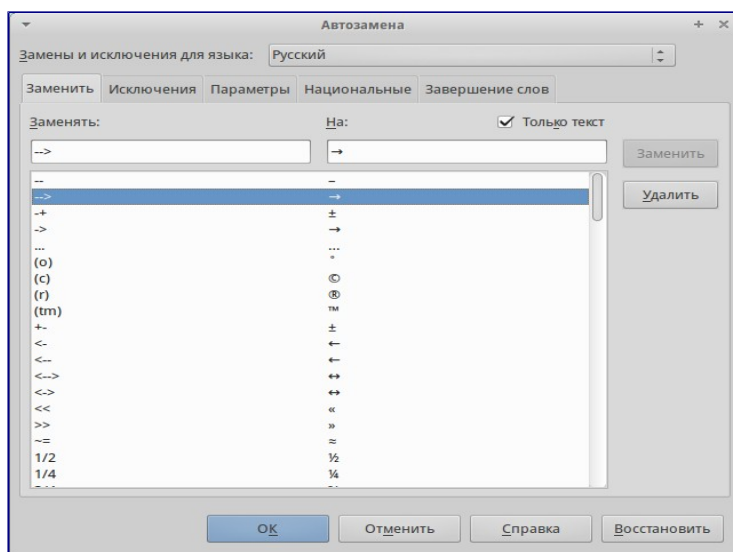 Автозамена
Замены и исключения для языка: Русский
Заменить Исключения Параметры Национальные Завершение слов
Заменять: На: Только текст
--> → Заменить
Удалить
-- –
--> →
-+ ±
-> →
... …
(o) °
(c) ©
(r) ®
(tm) ™
+- ±
<- ←
<-- ←
<--> ↔
<-> ↔
<< «
>> »
~= ≈
1/2 ½
1/4 ¼
OK Отменить Справка Восстановить